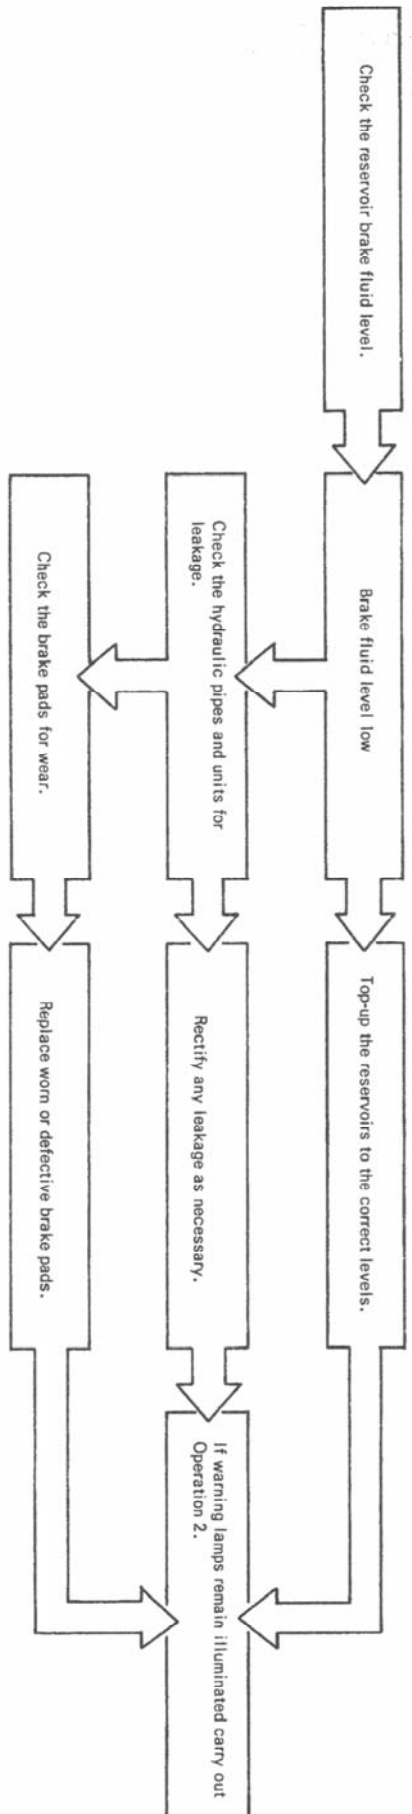 Check the reservoir brake fluid level.
Brake fluid level low
Top-up the reservoirs to the correct levels.
Check the hydraulic pipes and units for
leakage.
Rectify any leakage as necessary.
If warning lamps remain illuminated carry out
Operation 2.
Check the brake pads for wear.
Replace worn or defective brake pads.